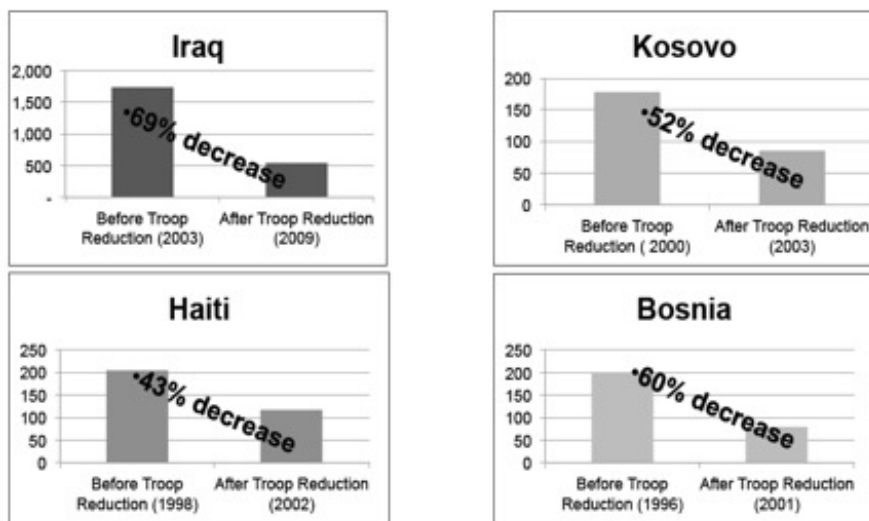 Iraq
2,000
1,500
1,000
500
-
•69% decrease
Before Troop
Reduction (2003)
After Troop Reduction
(2009)
Kosovo
200
150
100
50
0
•52% decrease
Before Troop
Reduction ( 2000)
After Troop Reduction
(2003)
Haiti
250
200
150
100
50
0
•43% decrease
Before Troop
Reduction (1998)
After Troop Reduction
(2002)
Bosnia
250
200
150
100
50
0
•60% decrease
Before Troop
Reduction (1996)
After Troop Reduction
(2001)